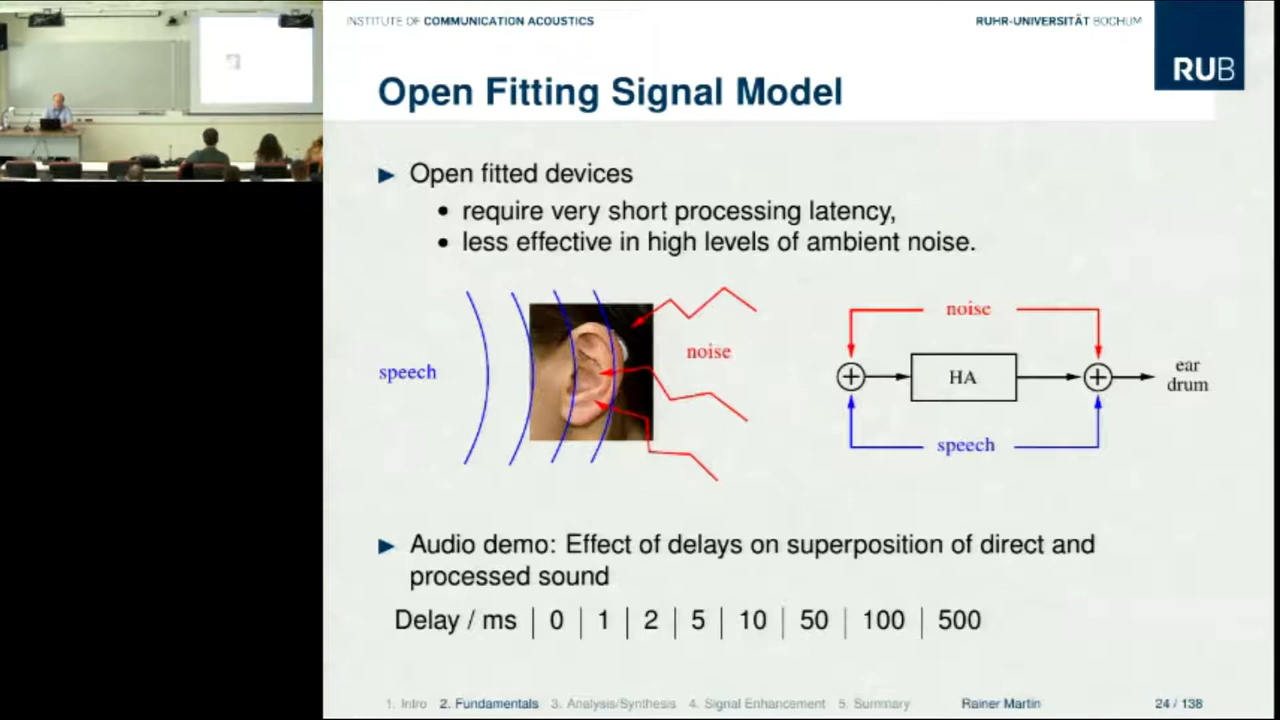 INSTITUTE OF COMMUNICATION ACOUSTICS
RUHR-UNIVERSITÄT BOCHUM
RUB
Open Fitting Signal Model
Open fitted devices
• require very short processing latency,
• less effective in high levels of ambient noise.
speech
noise
noise
HA
speech
ear
drum
Audio demo: Effect of delays on superposition of direct and
processed sound
Delay / ms | 0 | 1 | 2 | 5 | 10 | 50 | 100 | 500
1. Intro 2. Fundamentals 3. Analysis/Synthesis 4. Signal Enhancement 5. Summary Rainer Martin 24 / 138